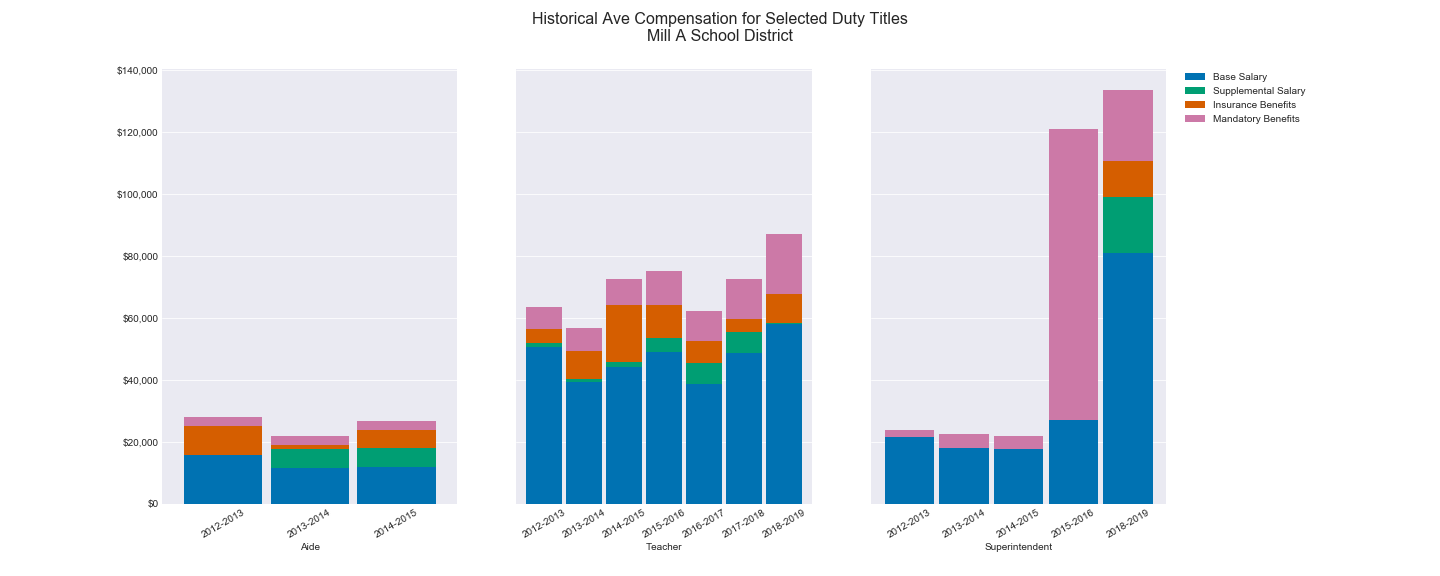 Historical Ave Compensation for Selected Duty Titles
Mill A School District
$140,000
$120,000
$100,000
$80,000
$60,000
$40,000
$20,000
$0
2012-2013
2013-2014
2014-2015
Aide
2012-2013
2013-2014
2014-2015
2015-2016
2016-2017
2017-2018
2018-2019
Teacher
2012-2013
2013-2014
2014-2015
2015-2016
2018-2019
Superintendent
Base Salary
Supplemental Salary
Insurance Benefits
Mandatory Benefits